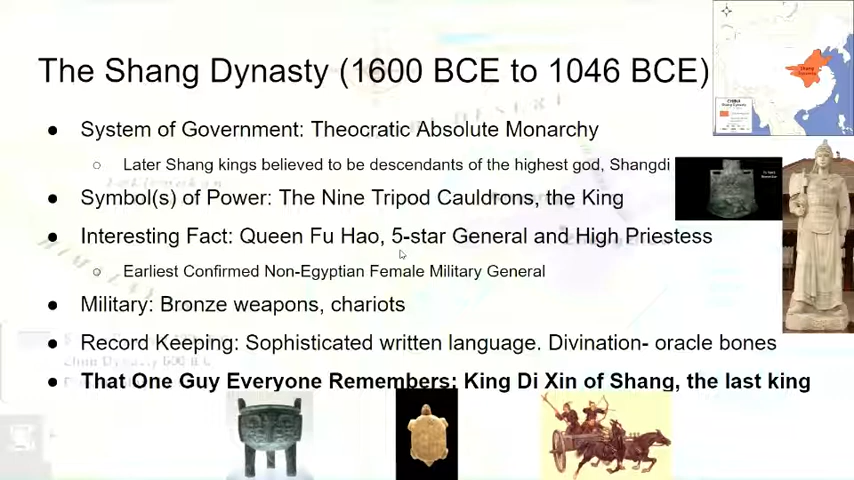 The Shang Dynasty (1600 BCE to 1046 BCE)
● System of Government: Theocratic Absolute Monarchy
○ Later Shang kings believed to be descendants of the highest god, Shangdi
● Symbol(s) of Power: The Nine Tripod Cauldrons, the King
● Interesting Fact: Queen Fu Hao, 5-star General and High Priestess
○ Earliest Confirmed Non-Egyptian Female Military General
● Military: Bronze weapons, chariots
● Record Keeping: Sophisticated written language. Divination- oracle bones
● That One Guy Everyone Remembers: King Di Xin of Shang, the last king